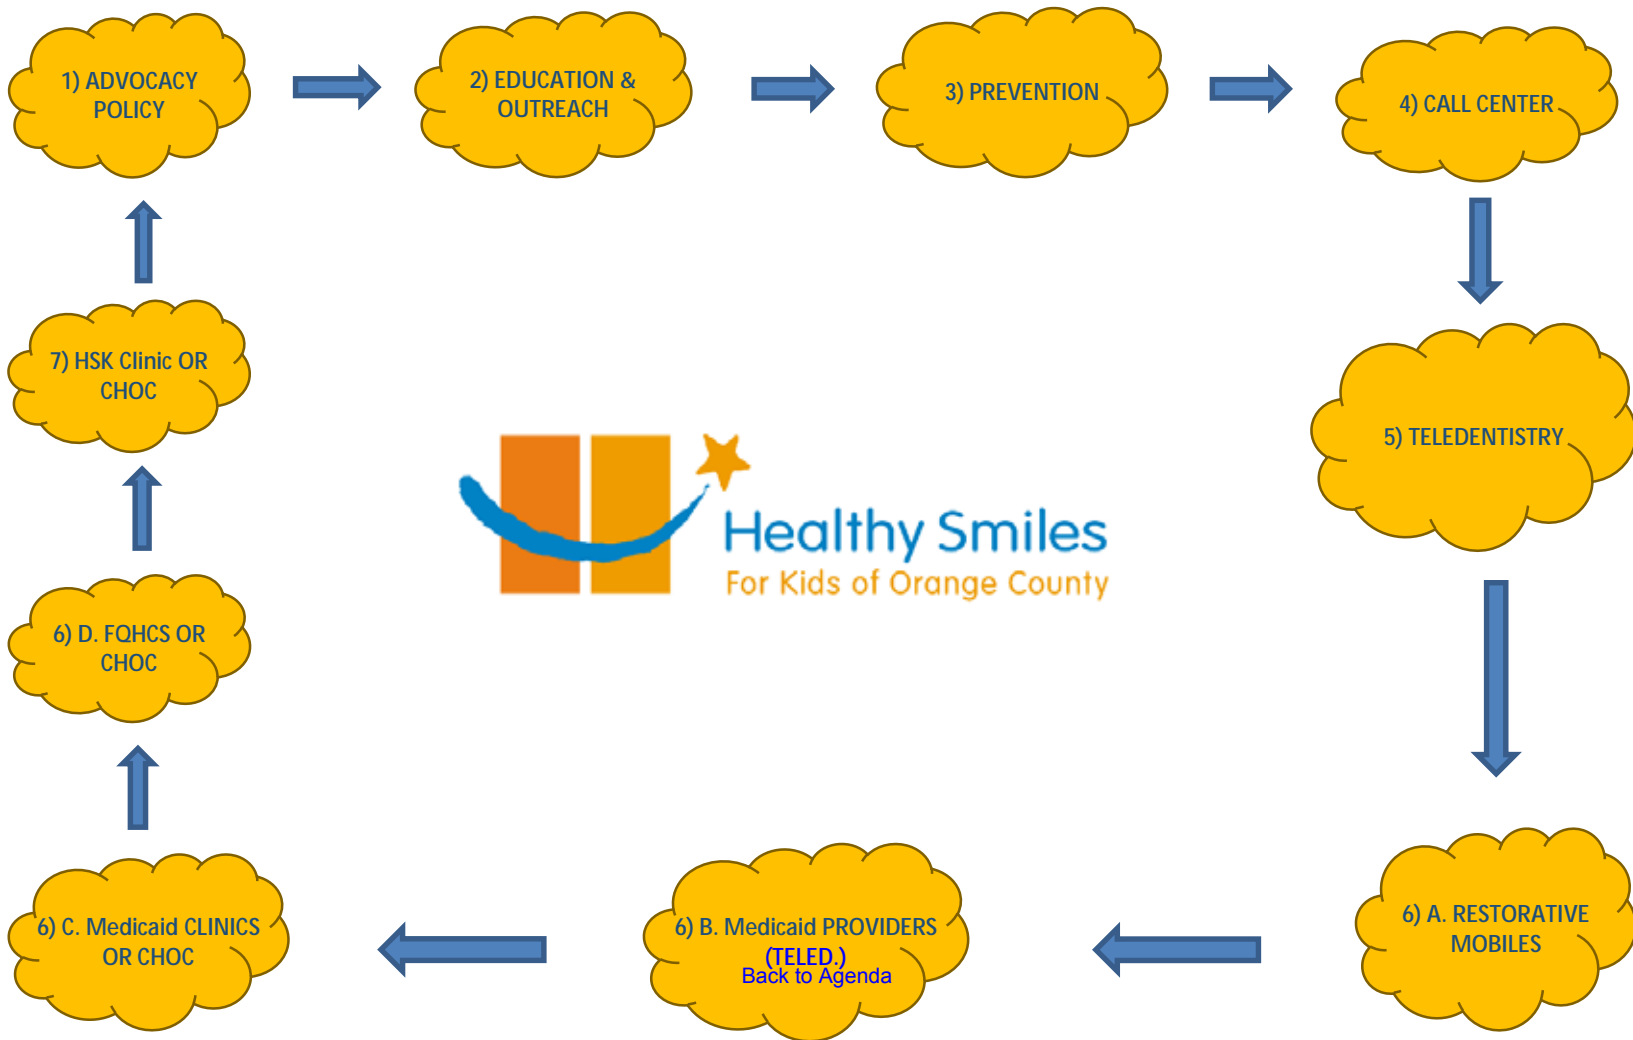 1) ADVOCACY
POLICY
2) EDUCATION &
OUTREACH
3) PREVENTION
4) CALL CENTER
5) TELEDENTISTRY
6) A. RESTORATIVE
MOBILES
6) B. Medicaid PROVIDERS
(TELED.)
Back to Agenda
6) C. Medicaid CLINICS
OR CHOC
6) D. FQHCS OR
CHOC
7) HSK Clinic OR
CHOC
Healthy Smiles
For Kids of Orange County